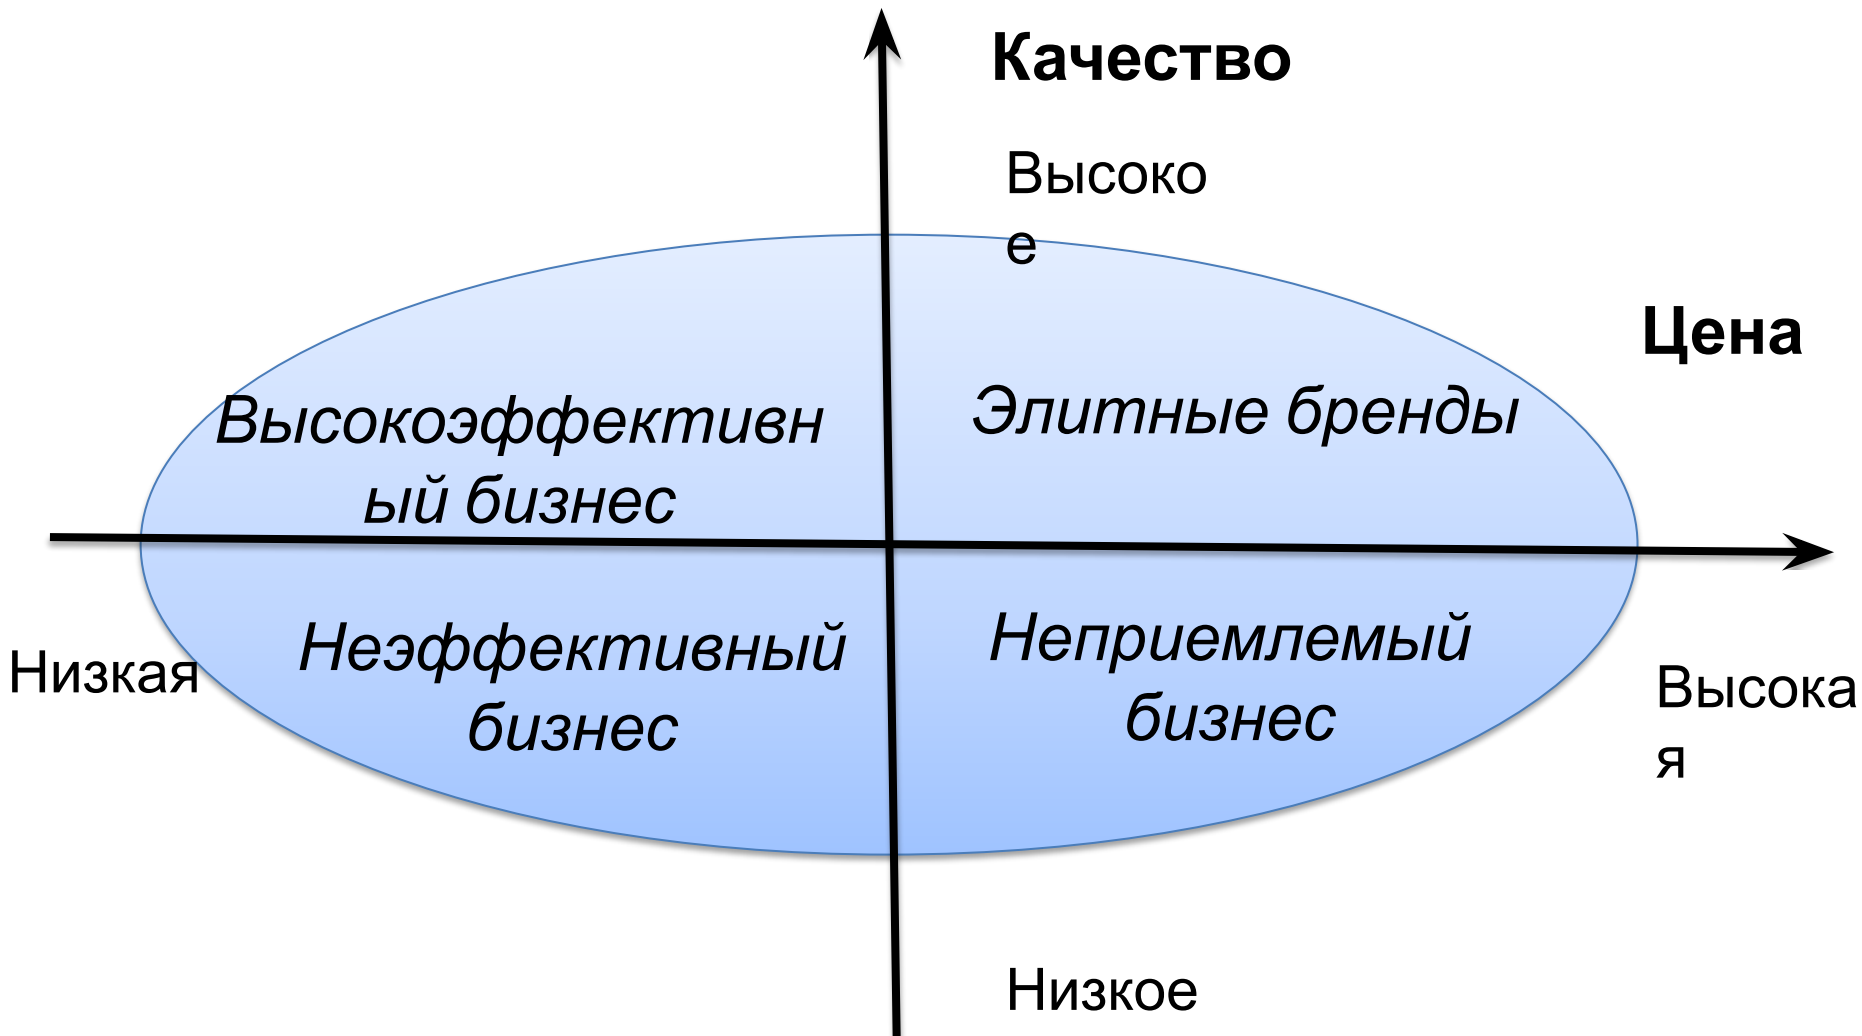 Качество
Высоко
е
Цена
Высокоэффективн
ый бизнес
Элитные бренды
Низкая
Неэффективный
бизнес
Неприемлемый
бизнес
Высока
я
Низкое